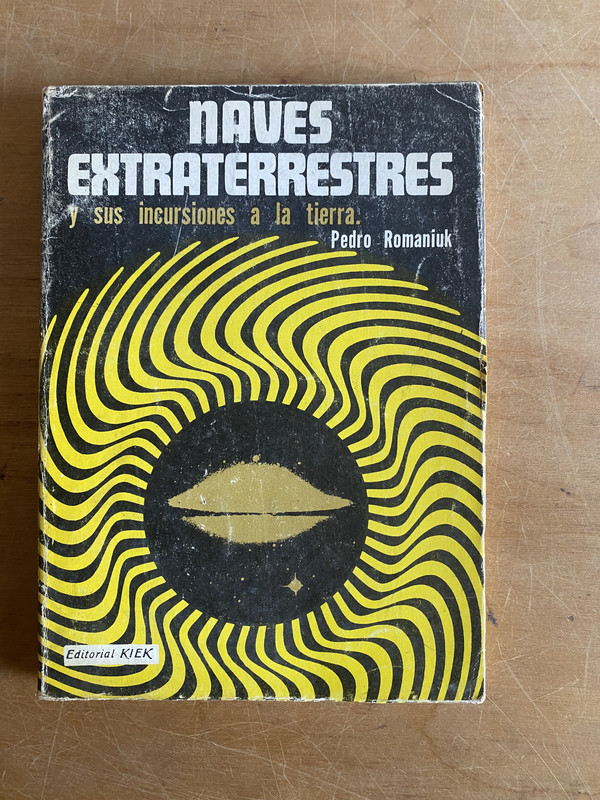 NAVES
EXTRATERRESTRES
y sus incursiones a la tierra.
Pedro Romaniuk
Editorial KIEK